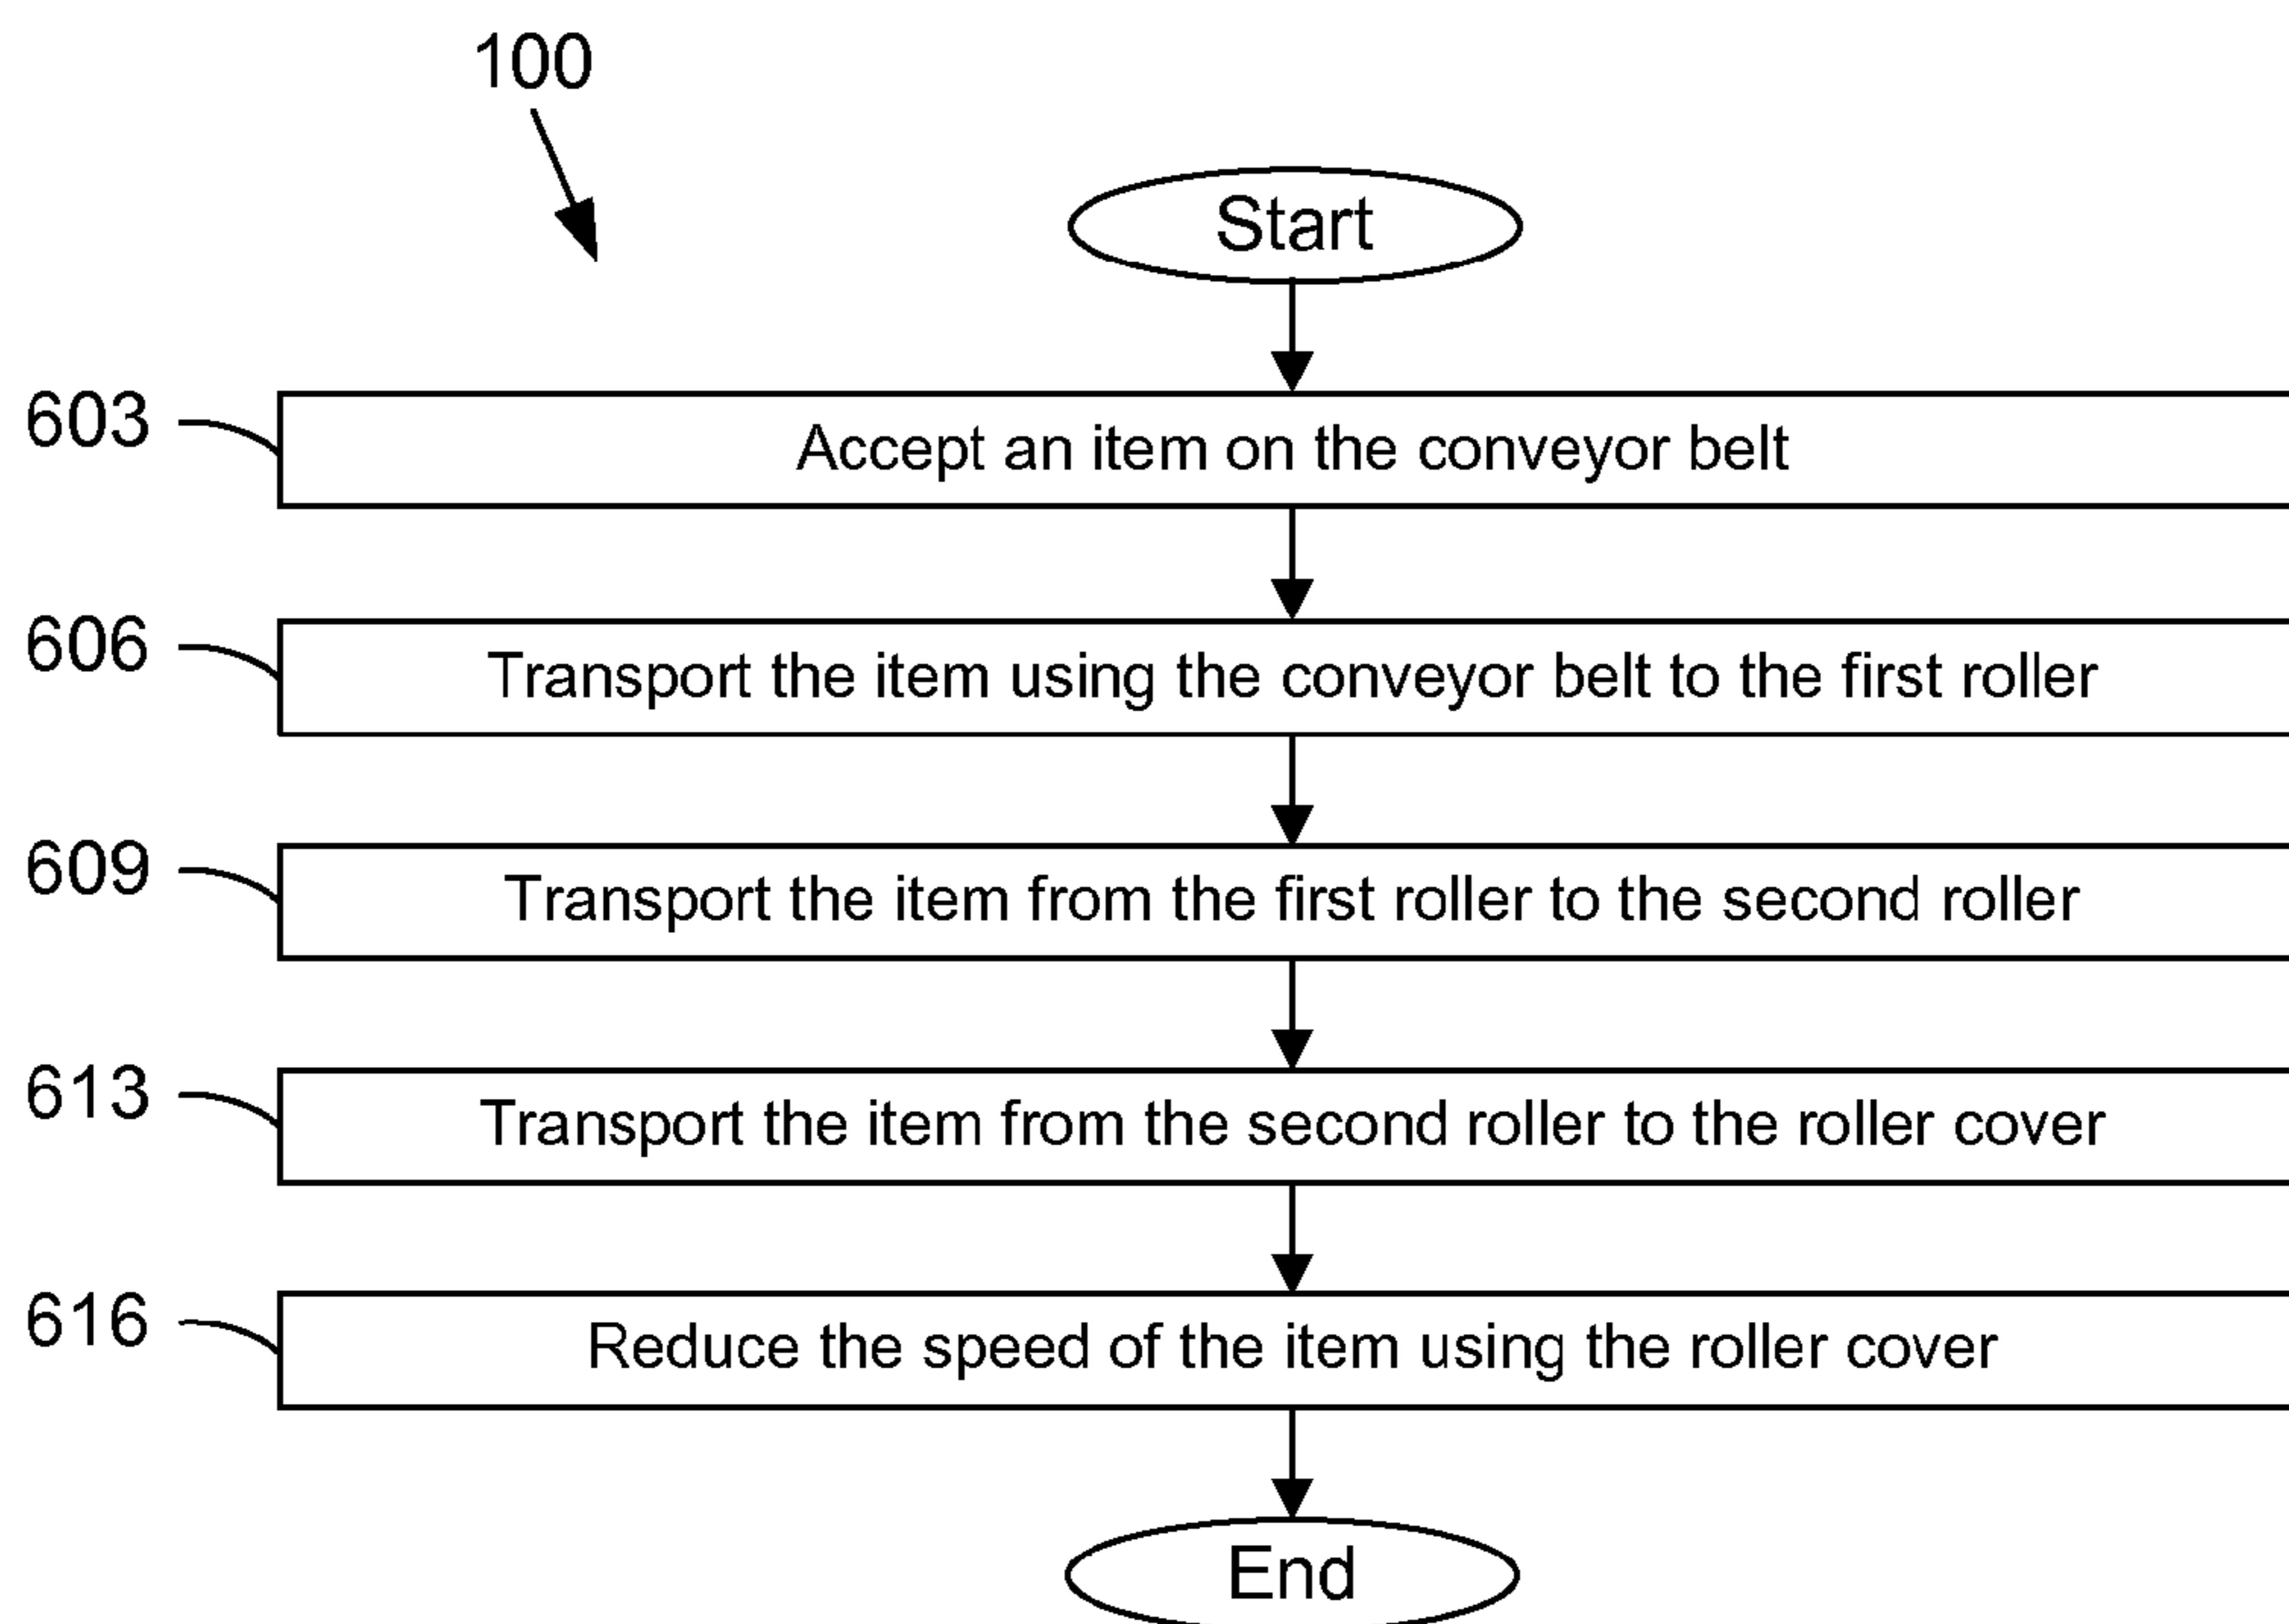 100
Start
603
Accept an item on the conveyor belt
606
Transport the item using the conveyor belt to the first roller
609
Transport the item from the first roller to the second roller
613
Transport the item from the second roller to the roller cover
616
Reduce the speed of the item using the roller cover
End